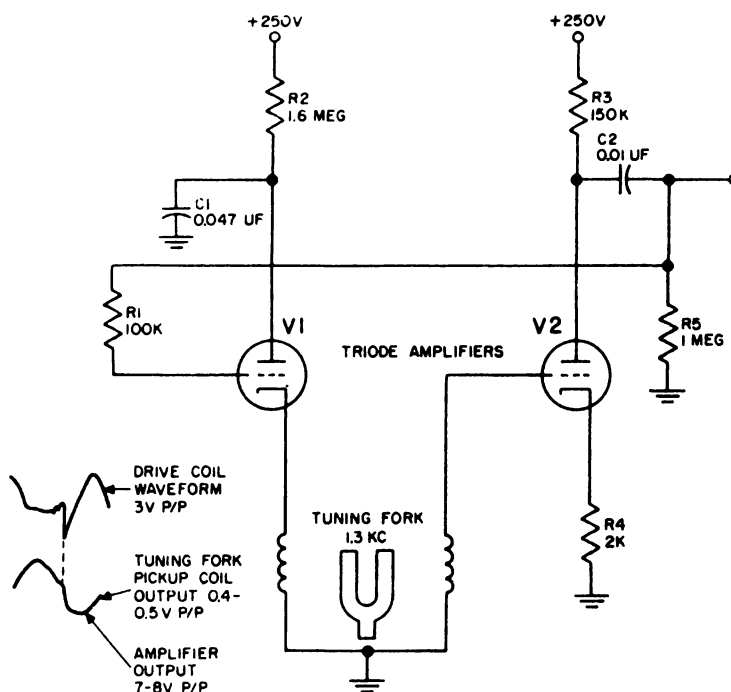 +250V
+250V
R2
1.6 MEG
R3
150K
C2
0.01 UF
C1
0.047 UF
R1
100K
V1
TRIODE AMPLIFIERS
V2
R5
1 MEG
DRIVE COIL
WAVEFORM
3V P/P
TUNING FORK
1.3 KC
R4
2K
TUNING FORK
PICKUP COIL
OUTPUT 0.4-
0.5V P/P
AMPLIFIER
OUTPUT
7-8V P/P